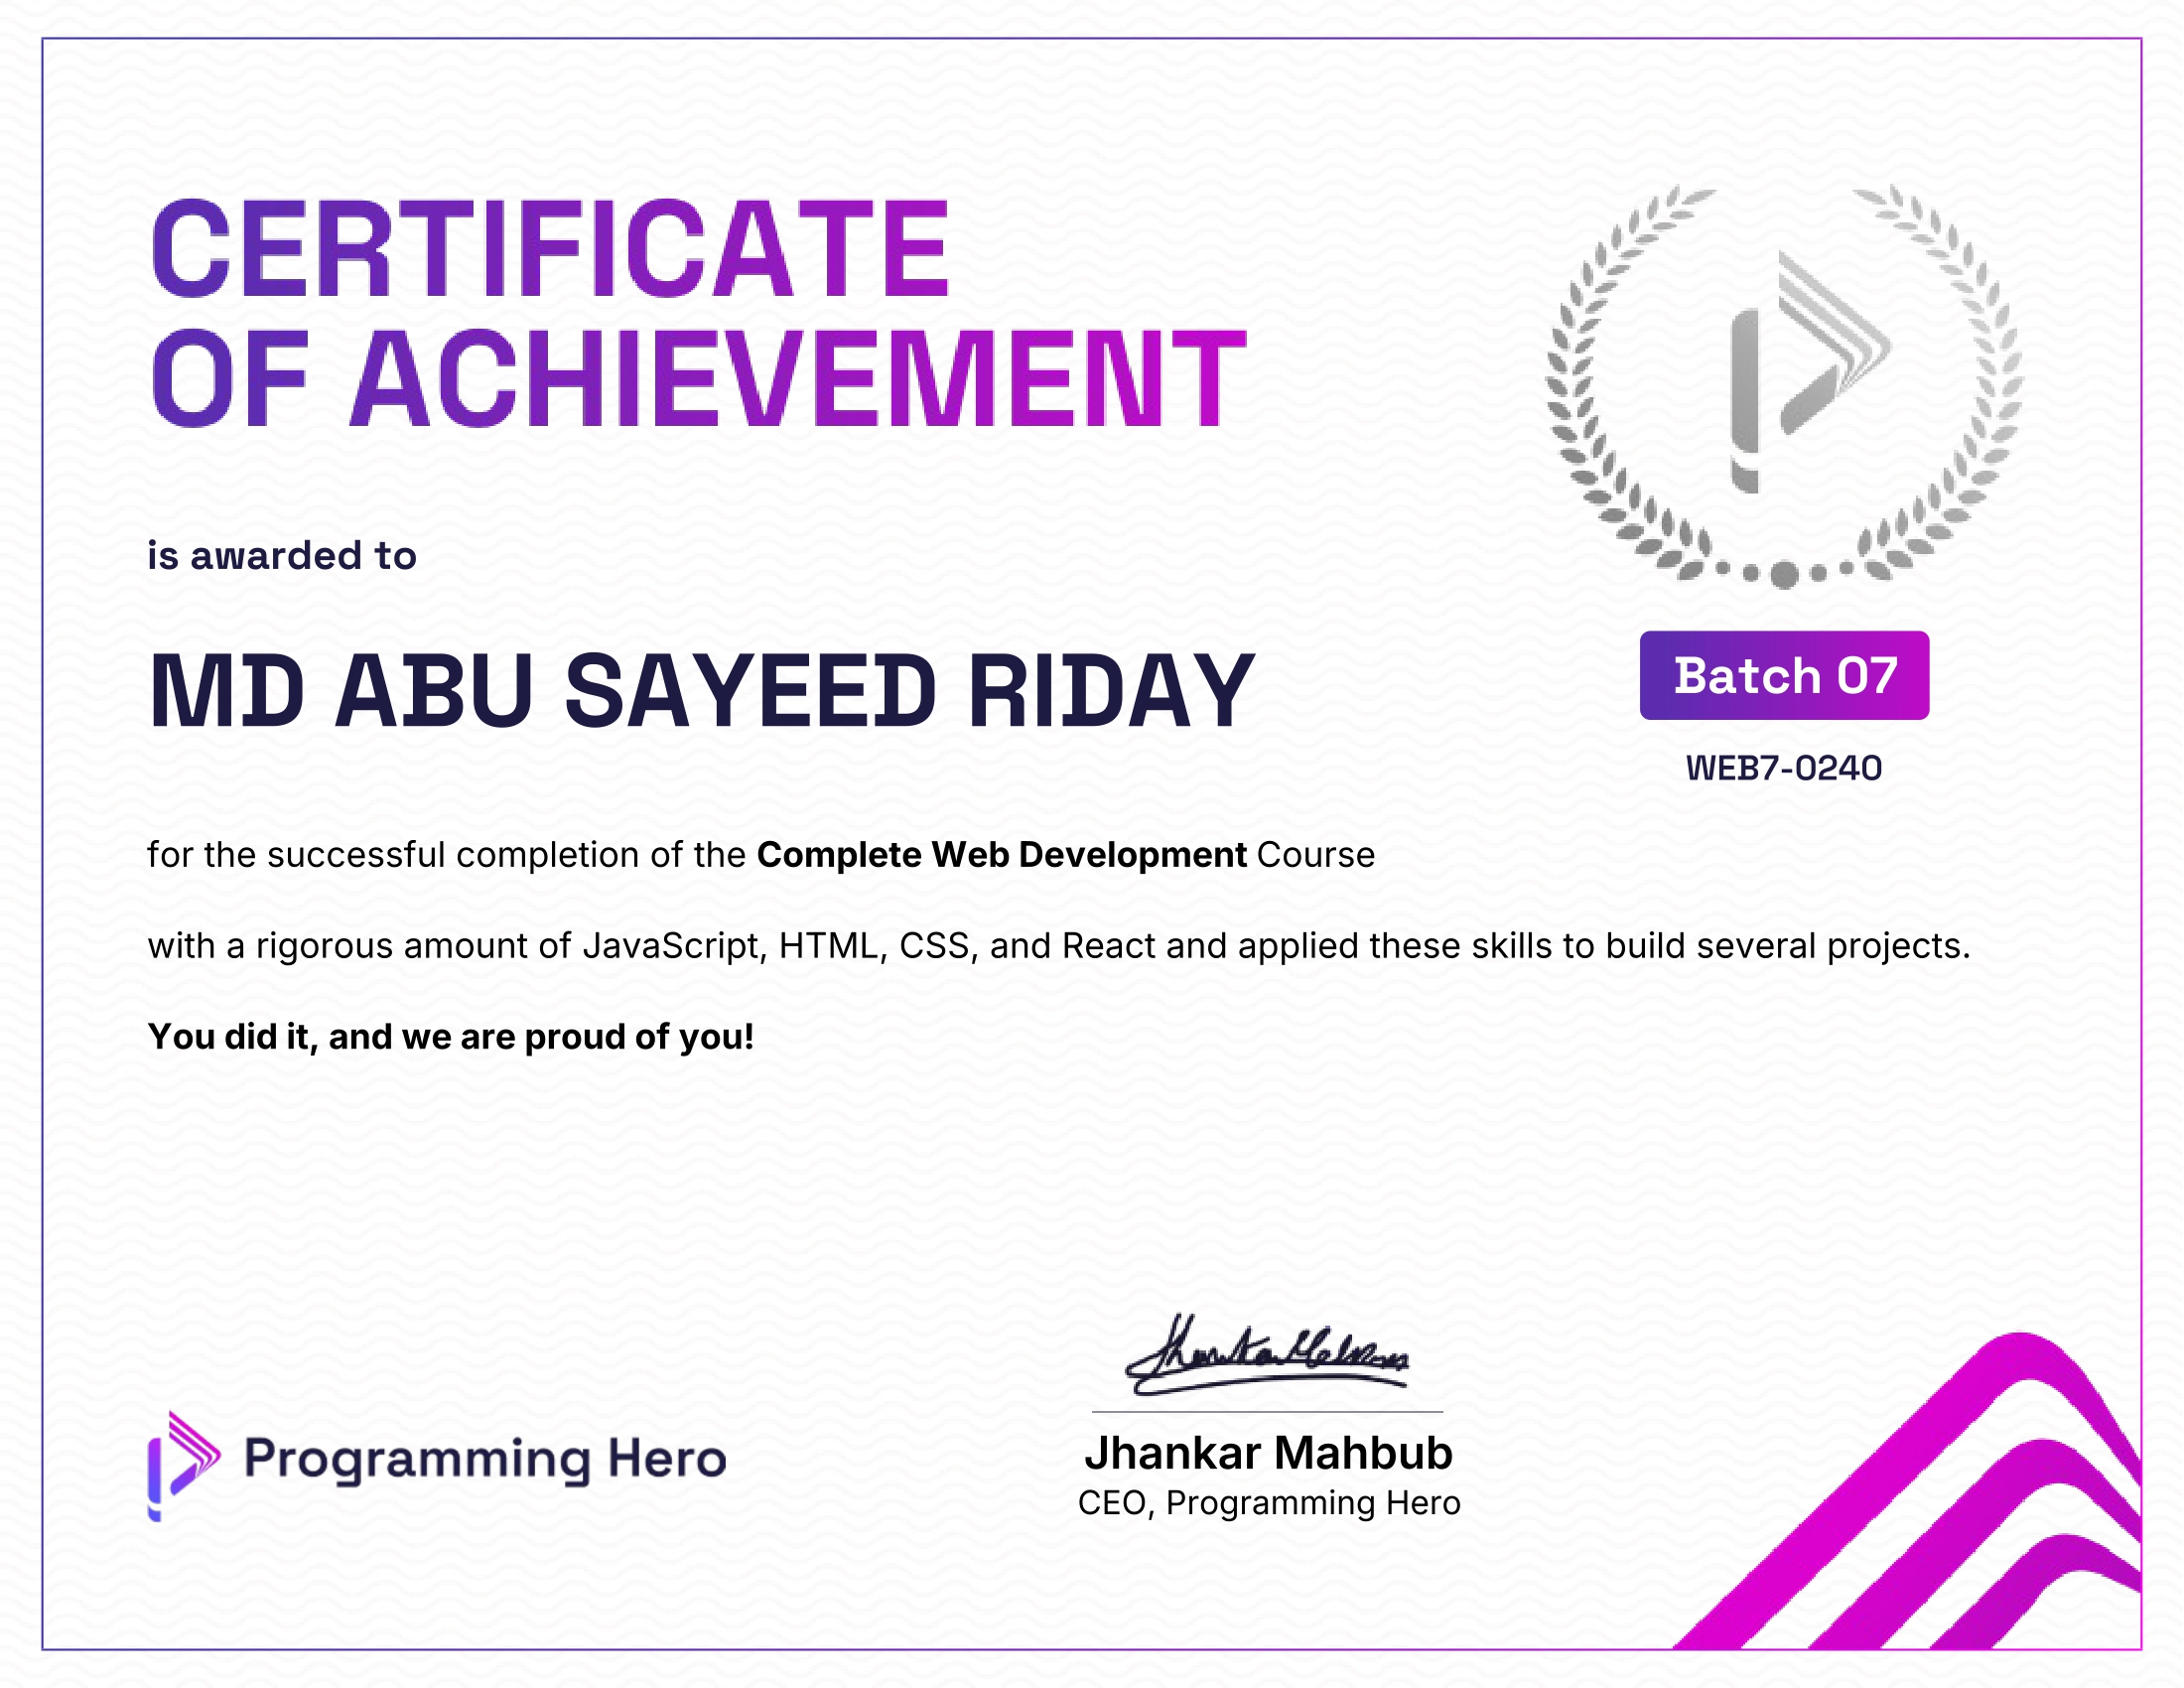 CERTIFICATE
OF ACHIEVEMENT
is awarded to
MD ABU SAYEED RIDAY
Batch 07
WEB7-0240
for the successful completion of the Complete Web Development Course
with a rigorous amount of JavaScript, HTML, CSS, and React and applied these skills to build several projects.
You did it, and we are proud of you!
Programming Hero
Jhankar Mahbub
Jhankar Mahbub
CEO, Programming Hero